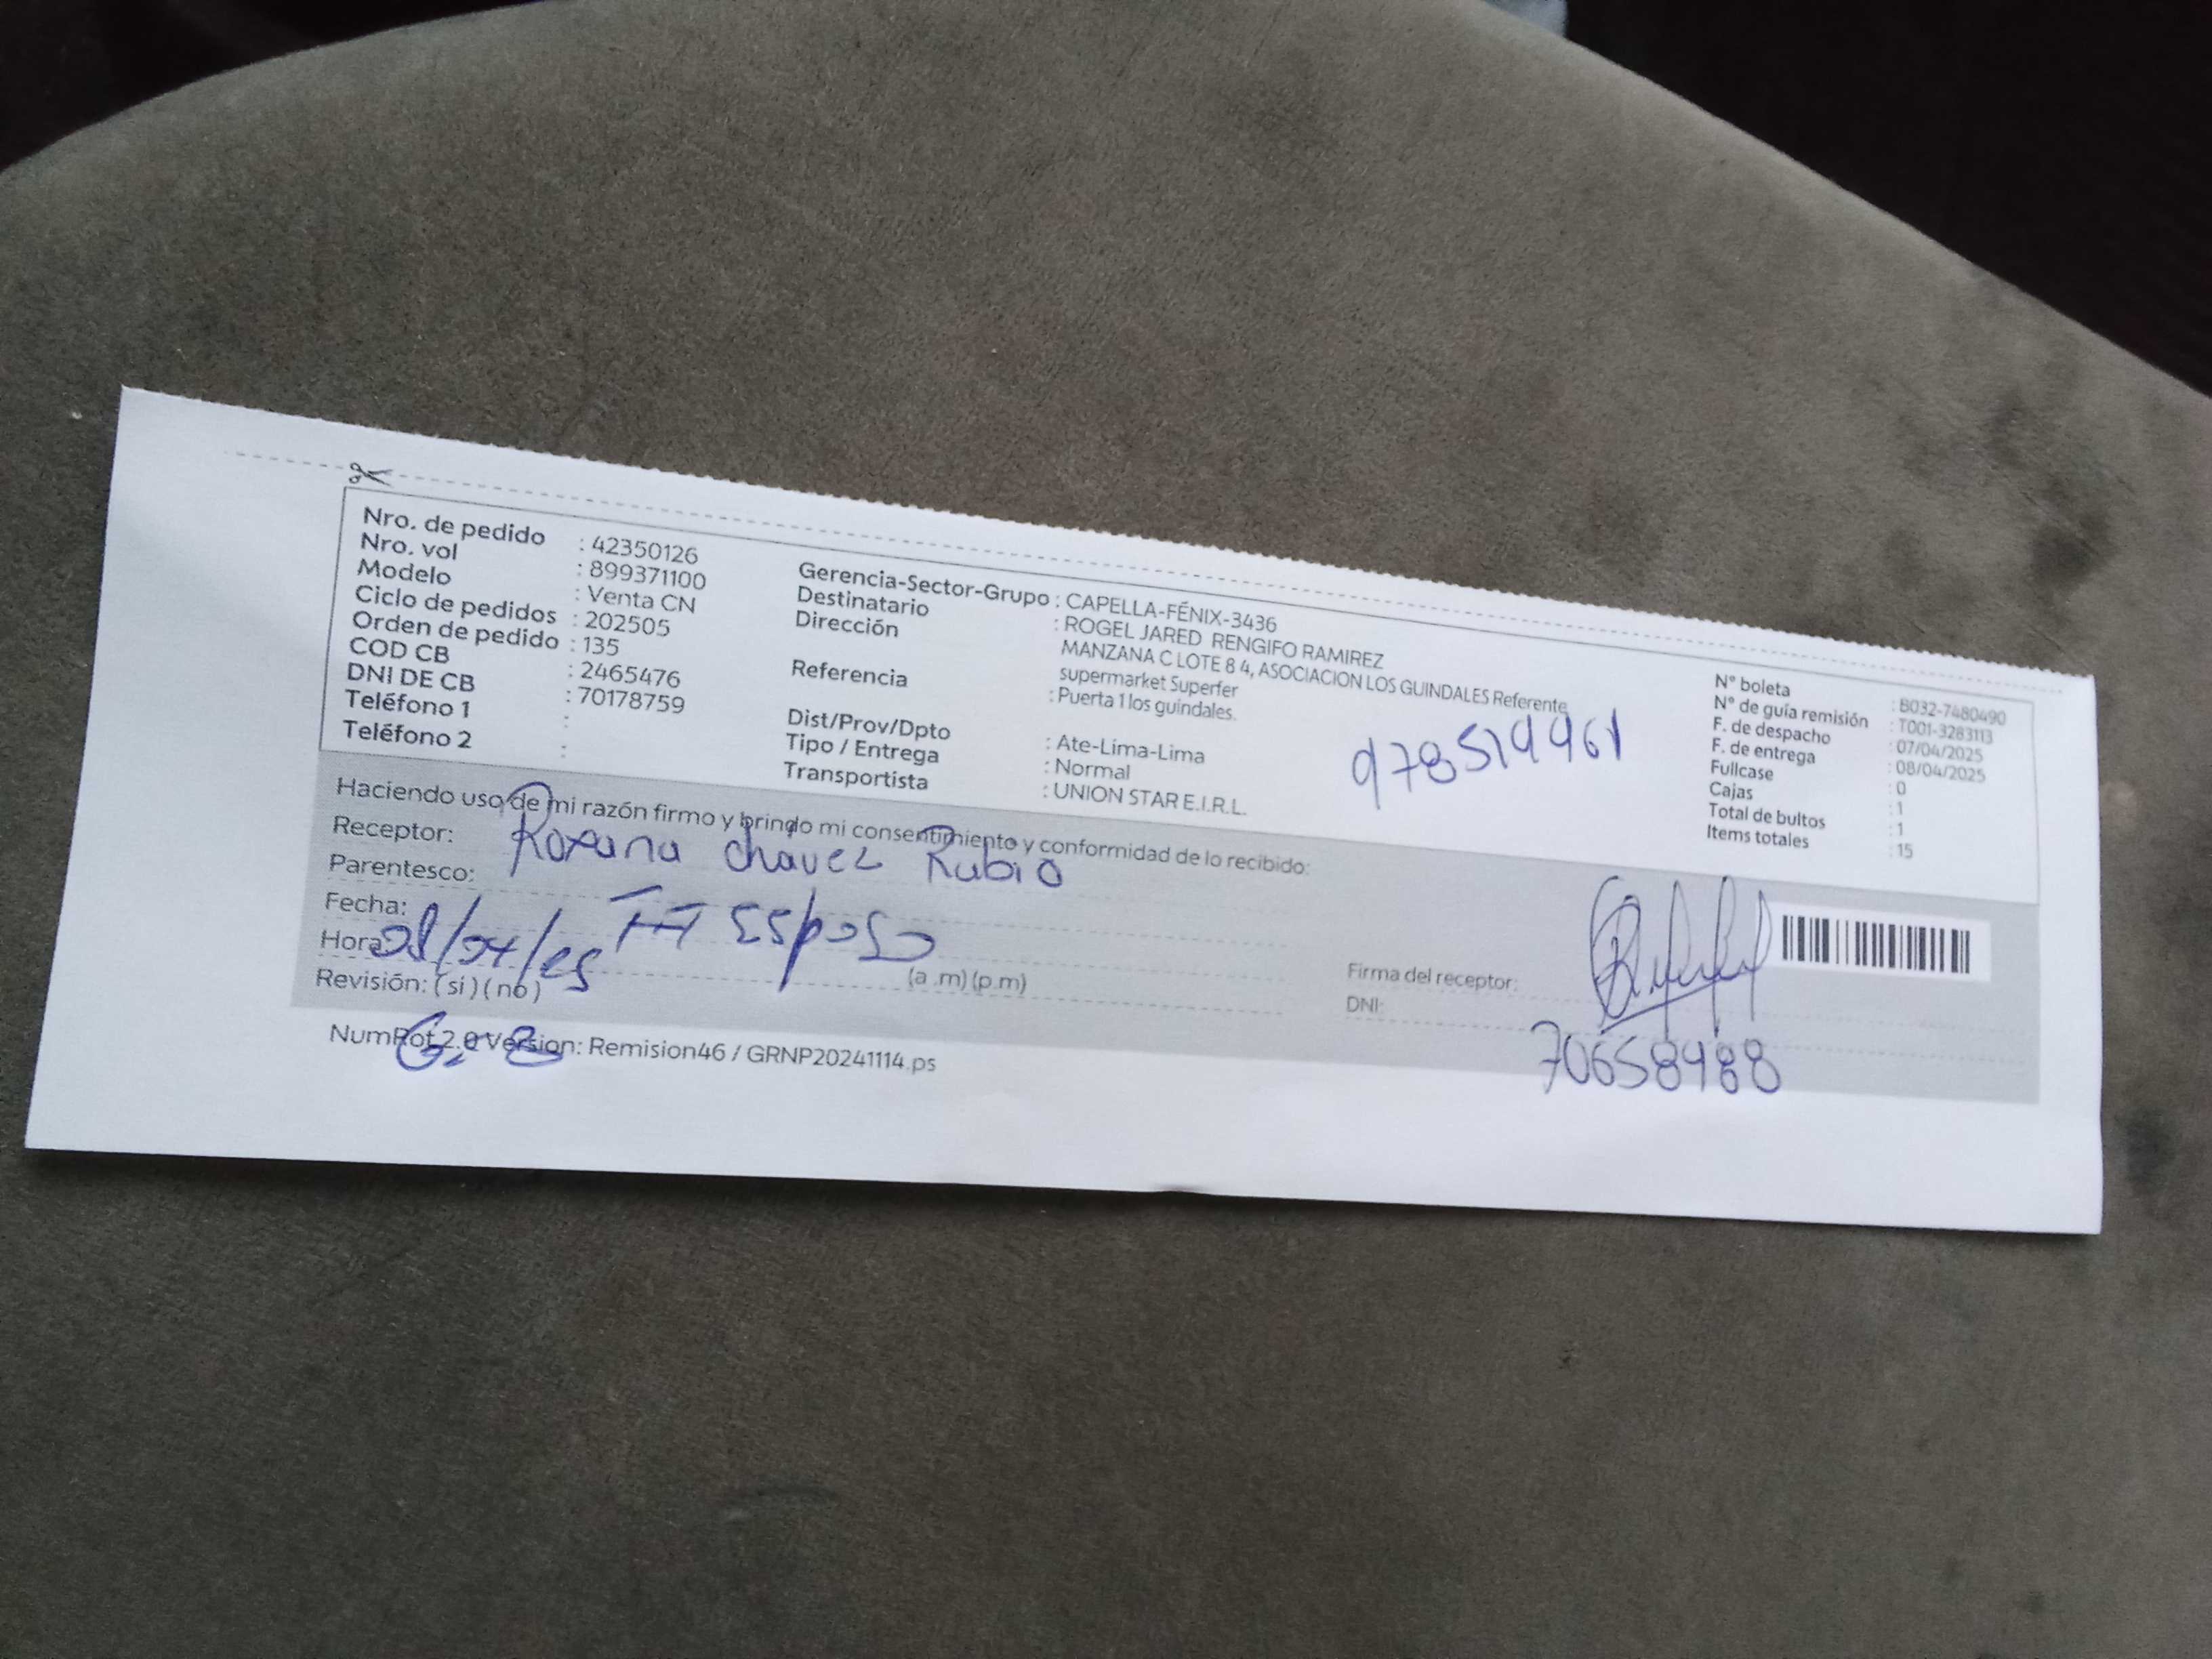 Nro. de pedido : 42350126
Nro. vol : 899371100
Modelo : Venta CN
Ciclo de pedidos : 202505
Orden de pedido : 135
COD CB : 2465476
DNI DE CB : 70178759
Teléfono 1 :
Teléfono 2 :
Gerencia-Sector-Grupo : CAPELLA-FÉNIX-3436
Destinatario : ROGEL JARED RENGIFO RAMIREZ
Dirección MANZANA C LOTE 8 4, ASOCIACION LOS GUINDALES Referente
supermarket Superfer
Referencia : Puerta 1 los guindales.
Dist/Prov/Dpto : Ate-Lima-Lima
Tipo / Entrega : Normal
Transportista : UNION STAR E.I.R.L.
978519961
N° boleta : B032-7480490
N° de guía remisión : T001-3283113
F. de despacho : 07/04/2025
F. de entrega : 08/04/2025
Fullcase : 0
Cajas : 1
Total de bultos : 1
Items totales : 15
Haciendo uso de mi razón firmo y brindo mi consentimiento y conformidad de lo recibido:
Receptor: Roxana Chávez Rubio
Parentesco: Esposo
Fecha: 08/04/25
Hora: (a .m) (p.m)
Revisión: ( si ) ( no )
Firma del receptor:
DNI: 70658488
NumRot 2.0 Version: Remision46 / GRNP20241114.ps